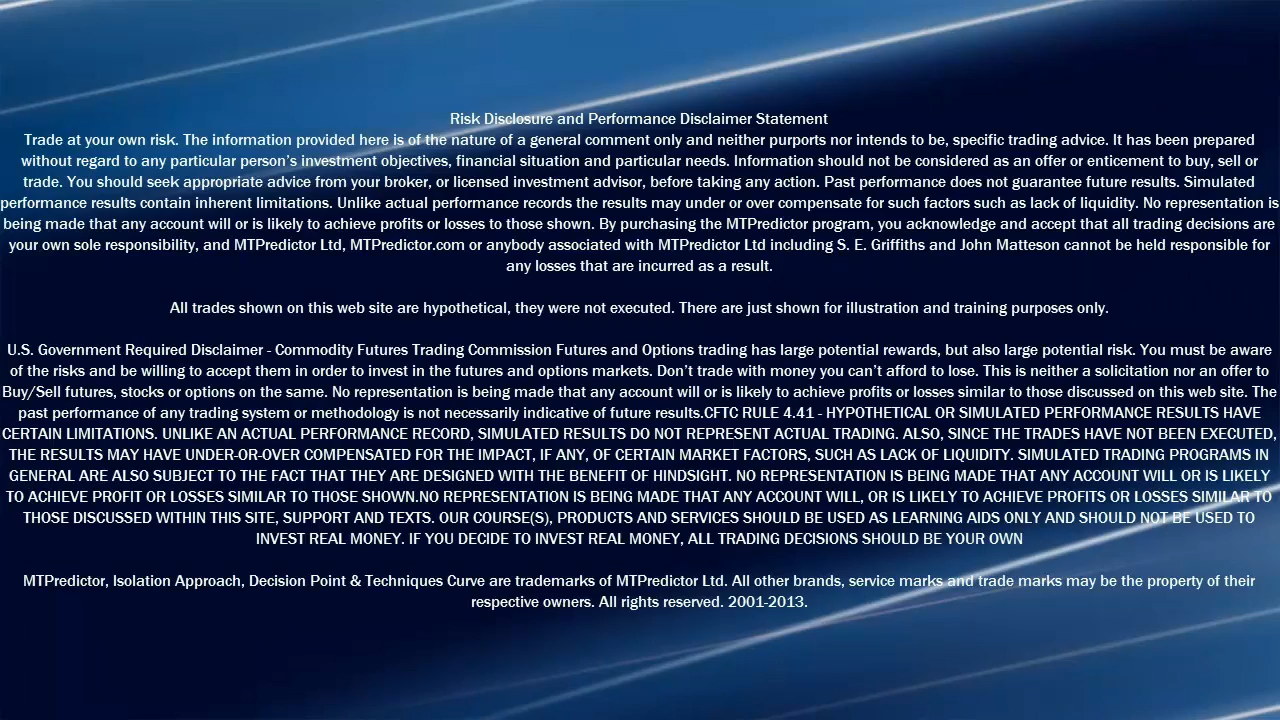 Risk Disclosure and Performance Disclaimer Statement
Trade at your own risk. The information provided here is of the nature of a general comment only and neither purports nor intends to be, specific trading advice. It has been prepared
without regard to any particular person's investment objectives, financial situation and particular needs. Information should not be considered as an offer or enticement to buy, sell or
trade. You should seek appropriate advice from your broker, or licensed investment advisor, before taking any action. Past performance does not guarantee future results. Simulated
performance results contain inherent limitations. Unlike actual performance records the results may under or over compensate for such factors such as lack of liquidity. No representation is
being made that any account will or is likely to achieve profits or losses to those shown. By purchasing the MTPredictor program, you acknowledge and accept that all trading decisions are
your own sole responsibility, and MTPredictor Ltd, MTPredictor.com or anybody associated with MTPredictor Ltd including S. E. Griffiths and John Matteson cannot be held responsible for
any losses that are incurred as a result.
All trades shown on this web site are hypothetical, they were not executed. There are just shown for illustration and training purposes only.
U.S. Government Required Disclaimer - Commodity Futures Trading Commission Futures and Options trading has large potential rewards, but also large potential risk. You must be aware
of the risks and be willing to accept them in order to invest in the futures and options markets. Don't trade with money you can't afford to lose. This is neither a solicitation nor an offer to
Buy/Sell futures, stocks or options on the same. No representation is being made that any account will or is likely to achieve profits or losses similar to those discussed on this web site. The
past performance of any trading system or methodology is not necessarily indicative of future results.CFTC RULE 4.41 - HYPOTHETICAL OR SIMULATED PERFORMANCE RESULTS HAVE
CERTAIN LIMITATIONS. UNLIKE AN ACTUAL PERFORMANCE RECORD, SIMULATED RESULTS DO NOT REPRESENT ACTUAL TRADING. ALSO, SINCE THE TRADES HAVE NOT BEEN EXECUTED,
THE RESULTS MAY HAVE UNDER-OR-OVER COMPENSATED FOR THE IMPACT, IF ANY, OF CERTAIN MARKET FACTORS, SUCH AS LACK OF LIQUIDITY. SIMULATED TRADING PROGRAMS IN
GENERAL ARE ALSO SUBJECT TO THE FACT THAT THEY ARE DESIGNED WITH THE BENEFIT OF HINDSIGHT. NO REPRESENTATION IS BEING MADE THAT ANY ACCOUNT WILL OR IS LIKELY
TO ACHIEVE PROFIT OR LOSSES SIMILAR TO THOSE SHOWN.NO REPRESENTATION IS BEING MADE THAT ANY ACCOUNT WILL, OR IS LIKELY TO ACHIEVE PROFITS OR LOSSES SIMILAR TO
THOSE DISCUSSED WITHIN THIS SITE, SUPPORT AND TEXTS. OUR COURSE(S), PRODUCTS AND SERVICES SHOULD BE USED AS LEARNING AIDS ONLY AND SHOULD NOT BE USED TO
INVEST REAL MONEY. IF YOU DECIDE TO INVEST REAL MONEY, ALL TRADING DECISIONS SHOULD BE YOUR OWN
MTPredictor, Isolation Approach, Decision Point & Techniques Curve are trademarks of MTPredictor Ltd. All other brands, service marks and trade marks may be the property of their
respective owners. All rights reserved. 2001-2013.